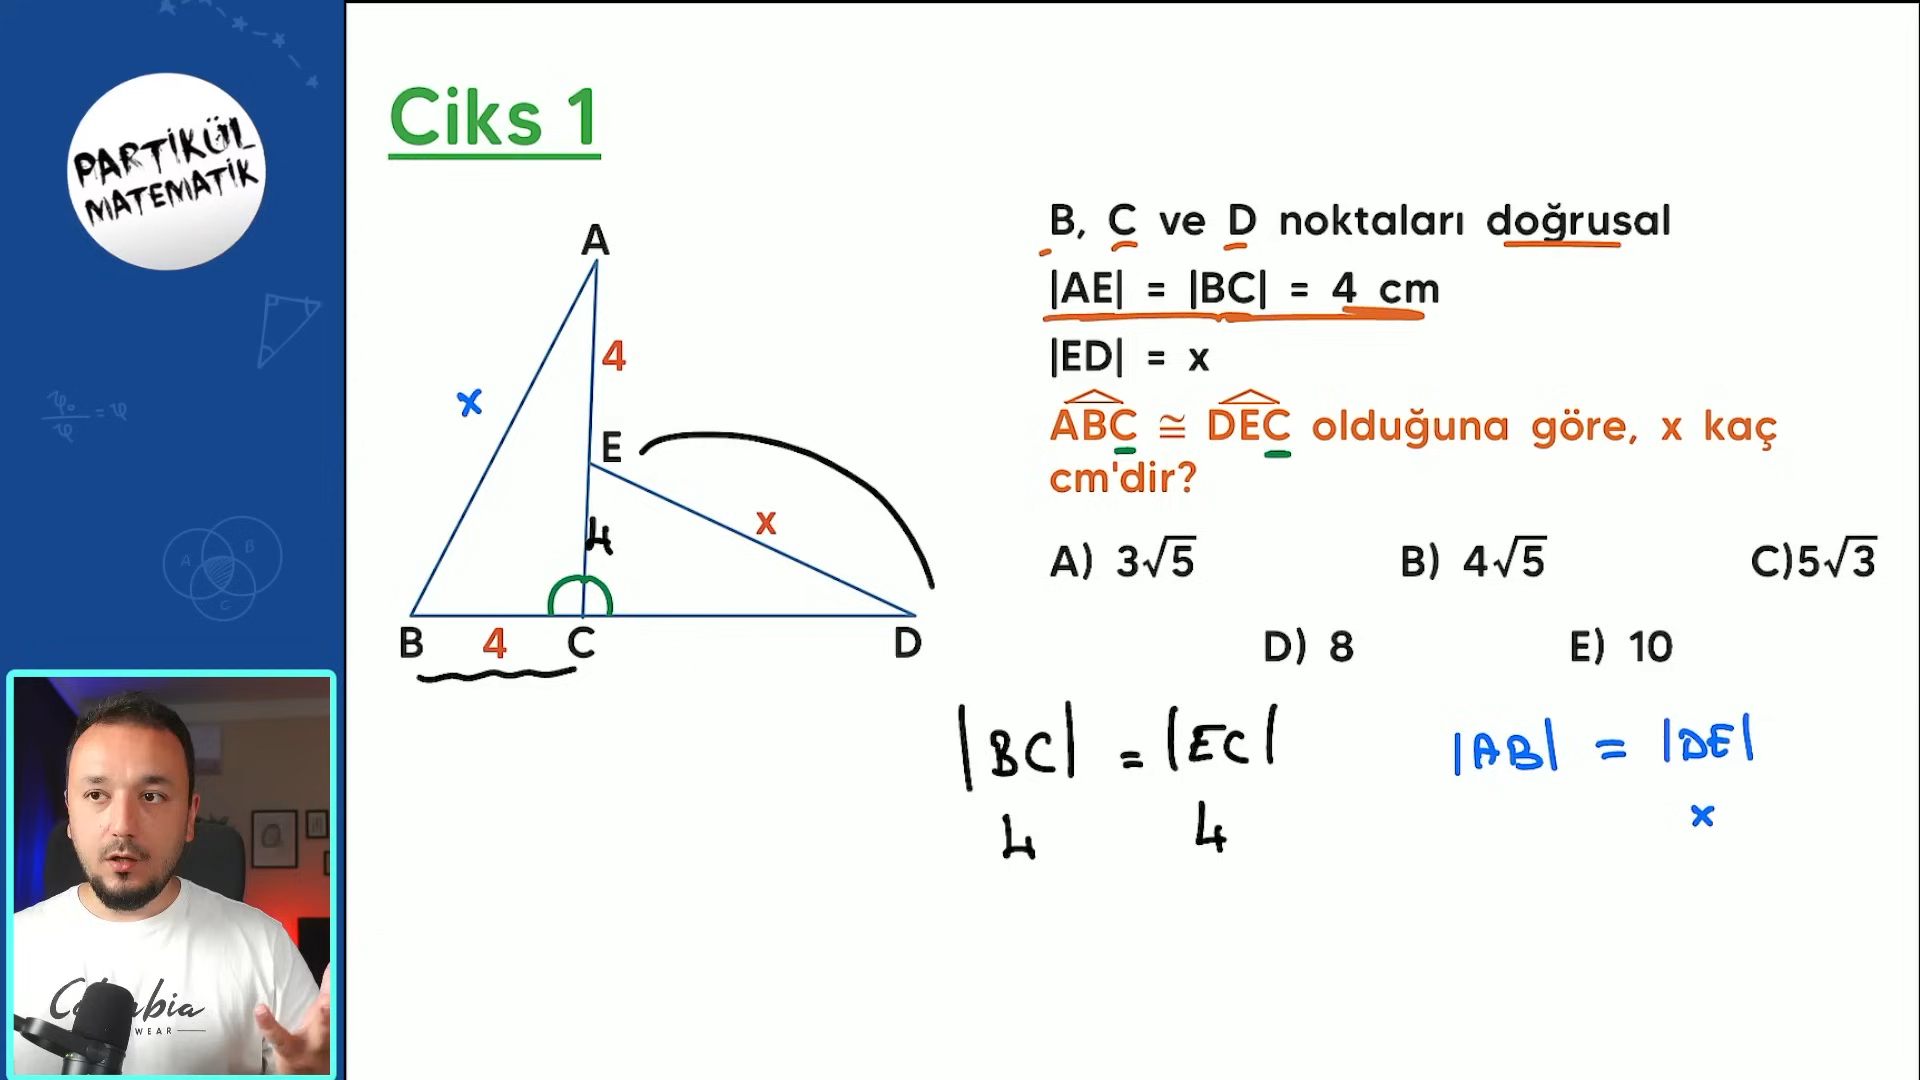 PARTİKÜL
MATEMATİK
Ciks 1
B, C ve D noktaları doğrusal
|AE| = |BC| = 4 cm
|ED| = x
ABC ≅ DEC olduğuna göre, x kaç
cm'dir?
A) 3√5
B) 4√5
C)5√3
D) 8
E) 10
A
4
x
E
x
4
B
4
C
D
|BC| = |EC|
4 4
|AB| = |DE|
x
A
B
C